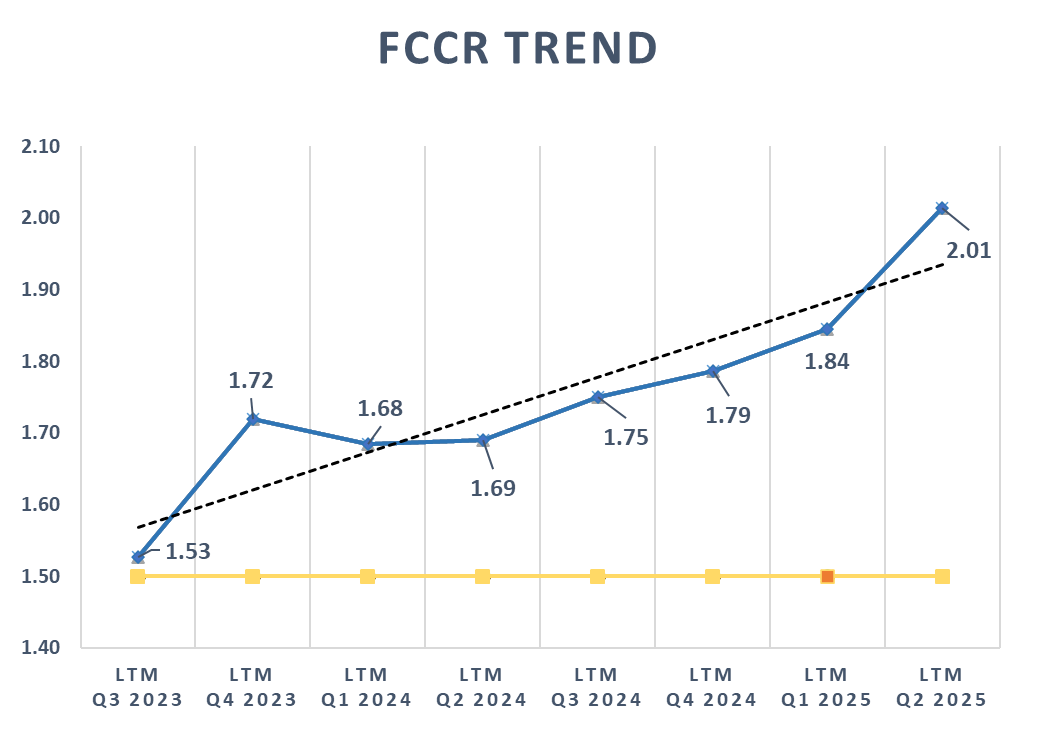 FCCR TREND
2.10
2.00
1.90
1.80
1.70
1.60
1.50
1.40
1.53
1.72
1.68
1.69
1.75
1.79
1.84
2.01
LTM
Q3 2023
LTM
Q4 2023
LTM
Q1 2024
LTM
Q2 2024
LTM
Q3 2024
LTM
Q4 2024
LTM
Q1 2025
LTM
Q2 2025